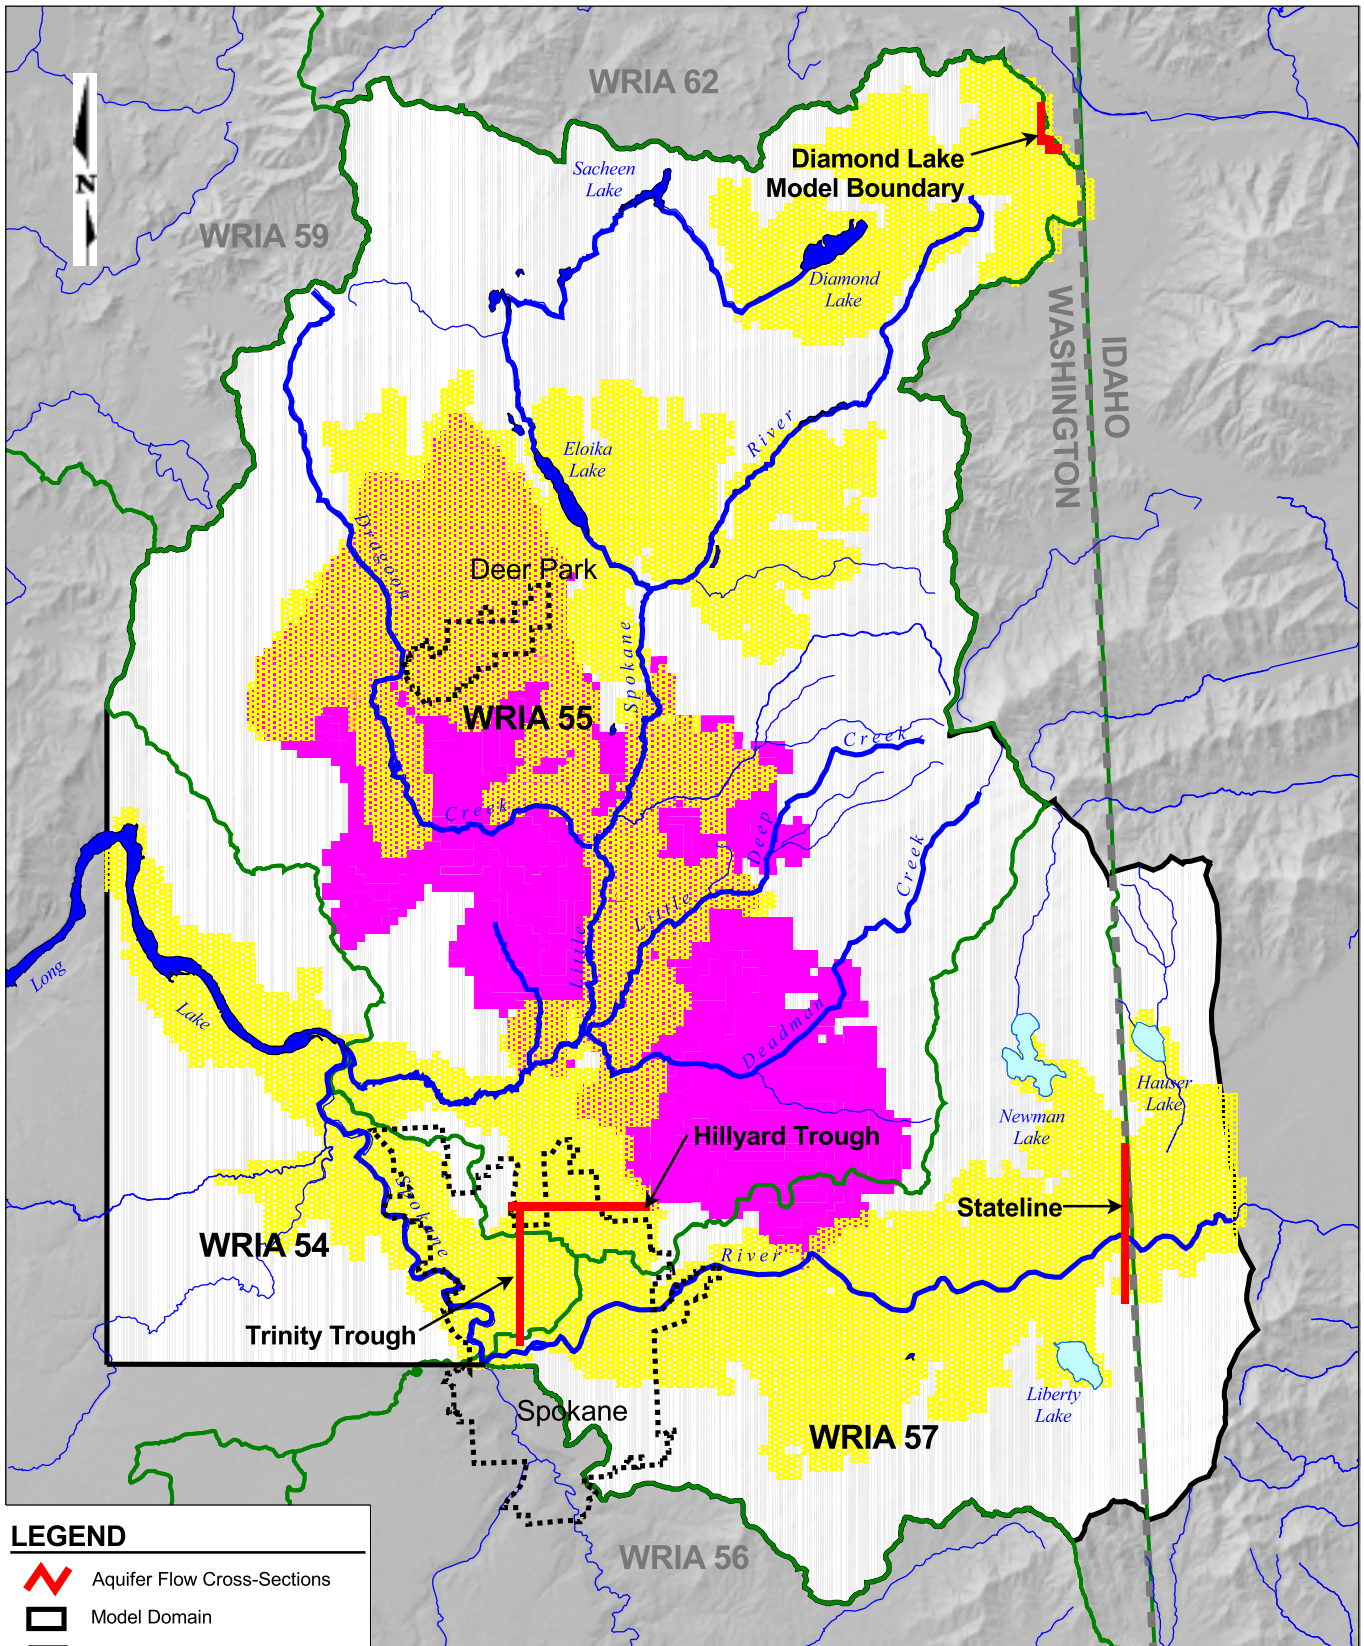 WRIA 62
Diamond Lake
Model Boundary
Sacheen
Lake
N
WRIA 59
Diamond
Lake
WASHINGTON
IDAHO
River
Eloika
Lake
Dragoon
Deer Park
Spokane
WRIA 55
Creek
Creek
Deep
Creek
Little
Little
Long
Lake
Deadman
Hauser
Lake
Newman
Lake
Hillyard Trough
Spokane
Stateline
WRIA 54
River
Trinity Trough
Liberty
Lake
Spokane
WRIA 57
LEGEND
WRIA 56
Aquifer Flow Cross-Sections
Model Domain